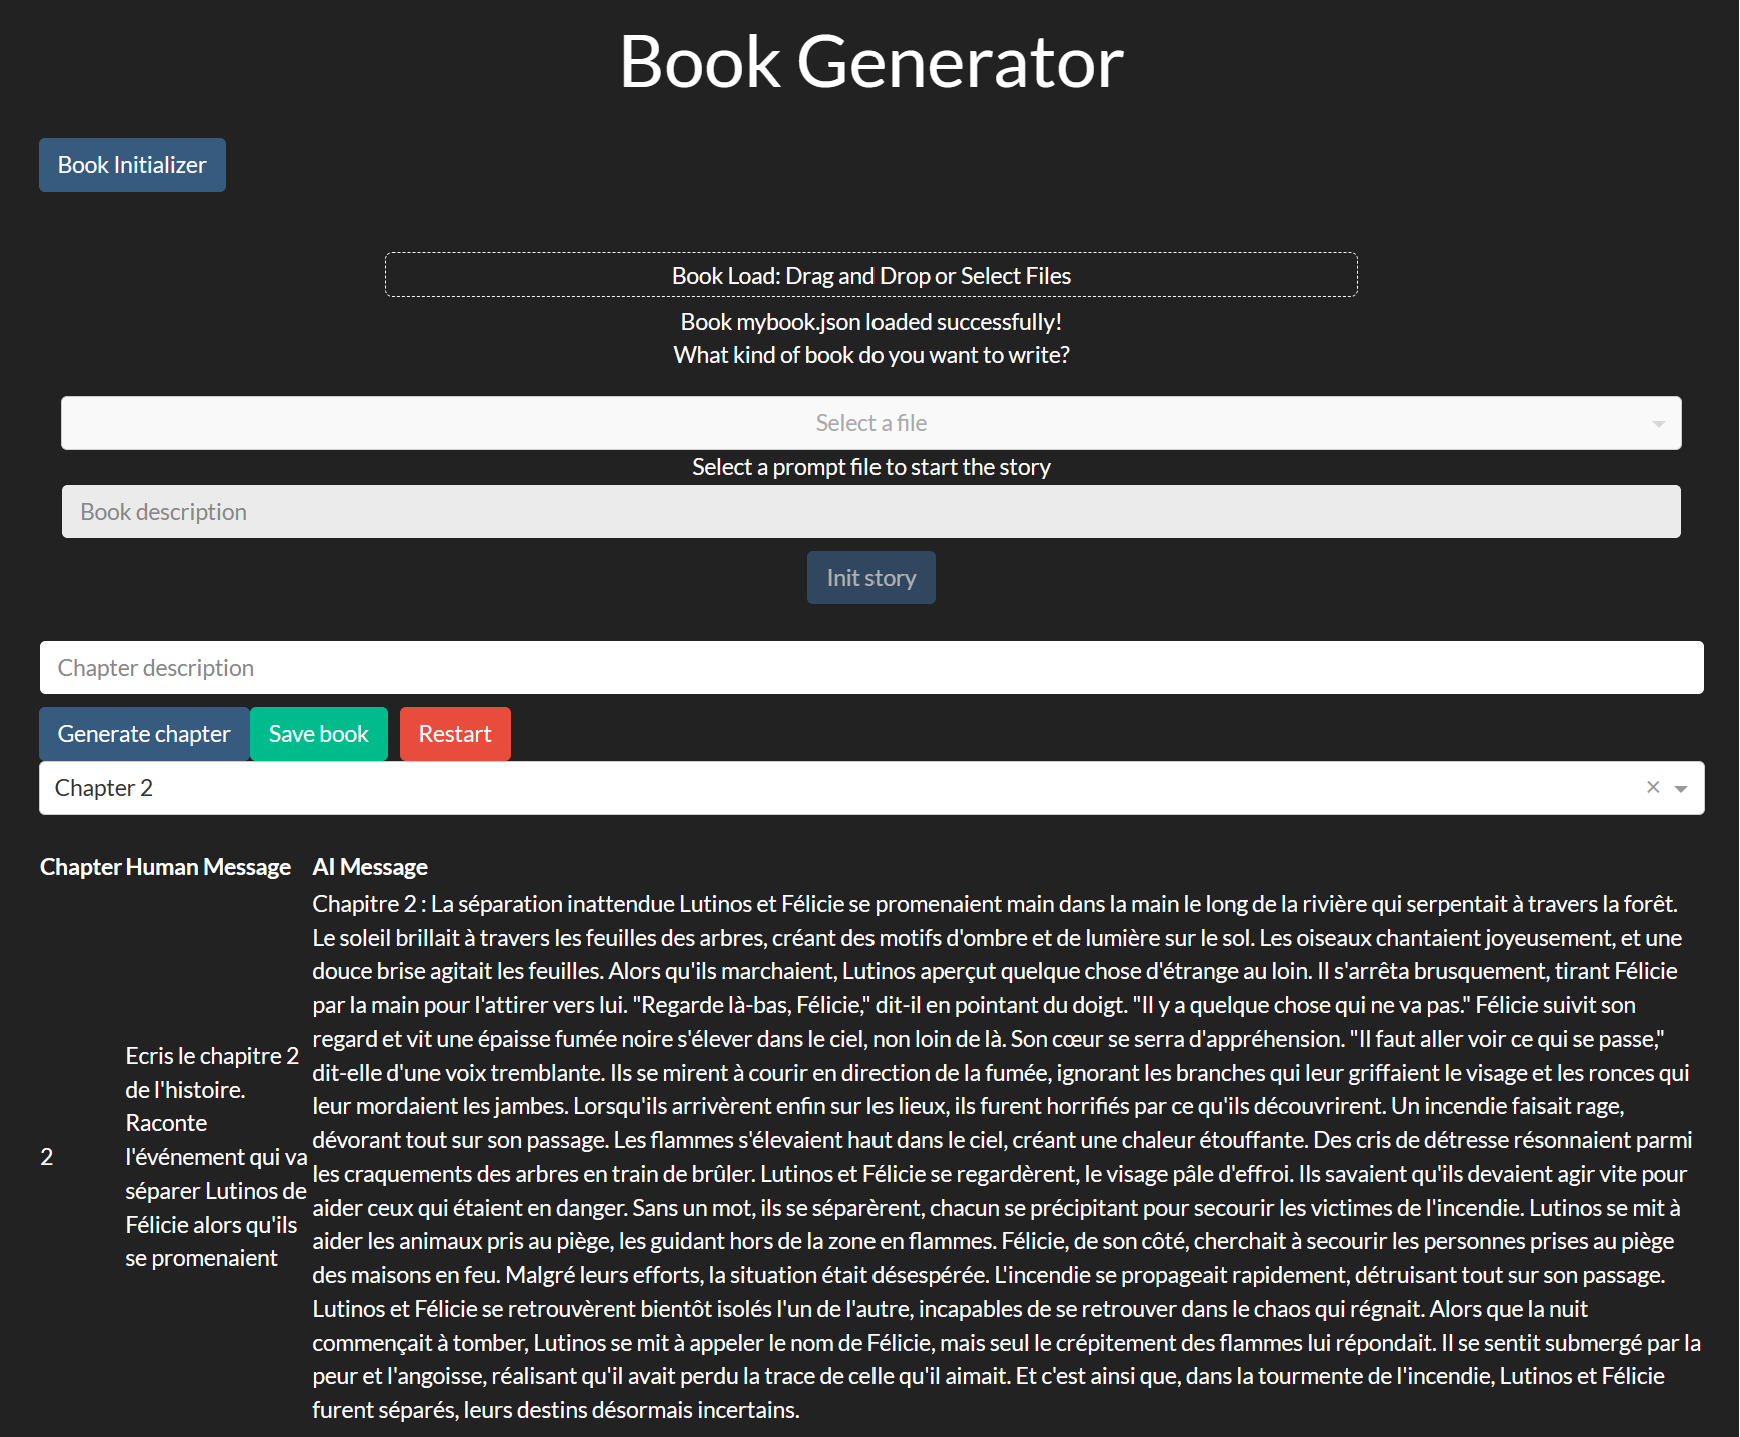 Book Generator
Book Initializer
Book Load: Drag and Drop or Select Files
Book mybook.json loaded successfully!
What kind of book do you want to write?
Select a file
Select a prompt file to start the story
Book description
Init story
Chapter description
Generate chapter
Save book
Restart
Chapter 2
Chapter
Human Message
AI Message
2
Ecris le chapitre 2
de l'histoire.
Raconte
l'événement qui va
séparer Lutinos de
Félicie alors qu'ils
se promenaient
Chapitre 2 : La séparation inattendue Lutinos et Félicie se promenaient main dans la main le long de la rivière qui serpentait à travers la forêt.
Le soleil brillait à travers les feuilles des arbres, créant des motifs d'ombre et de lumière sur le sol. Les oiseaux chantaient joyeusement, et une
douce brise agitait les feuilles. Alors qu'ils marchaient, Lutinos aperçut quelque chose d'étrange au loin. Il s'arrêta brusquement, tirant Félicie
par la main pour l'attirer vers lui. "Regarde là-bas, Félicie," dit-il en pointant du doigt. "Il y a quelque chose qui ne va pas." Félicie suivit son
regard et vit une épaisse fumée noire s'élever dans le ciel, non loin de là. Son cœur se serra d'appréhension. "Il faut aller voir ce qui se passe,"
dit-elle d'une voix tremblante. Ils se mirent à courir en direction de la fumée, ignorant les branches qui leur griffaient le visage et les ronces qui
leur mordaient les jambes. Lorsqu'ils arrivèrent enfin sur les lieux, ils furent horrifiés par ce qu'ils découvrirent. Un incendie faisait rage,
dévorant tout sur son passage. Les flammes s'élevaient haut dans le ciel, créant une chaleur étouffante. Des cris de détresse résonnaient parmi
les craquements des arbres en train de brûler. Lutinos et Félicie se regardèrent, le visage pâle d'effroi. Ils savaient qu'ils devaient agir vite pour
aider ceux qui étaient en danger. Sans un mot, ils se séparèrent, chacun se précipitant pour secourir les victimes de l'incendie. Lutinos se mit à
aider les animaux pris au piège, les guidant hors de la zone en flammes. Félicie, de son côté, cherchait à secourir les personnes prises au piège
des maisons en feu. Malgré leurs efforts, la situation était désespérée. L'incendie se propageait rapidement, détruisant tout sur son passage.
Lutinos et Félicie se retrouvèrent bientôt isolés l'un de l'autre, incapables de se retrouver dans le chaos qui régnait. Alors que la nuit
commençait à tomber, Lutinos se mit à appeler le nom de Félicie, mais seul le crépitement des flammes lui répondait. Il se sentit submergé par la
peur et l'angoisse, réalisant qu'il avait perdu la trace de celle qu'il aimait. Et c'est ainsi que, dans la tourmente de l'incendie, Lutinos et Félicie
furent séparés, leurs destins désormais incertains.